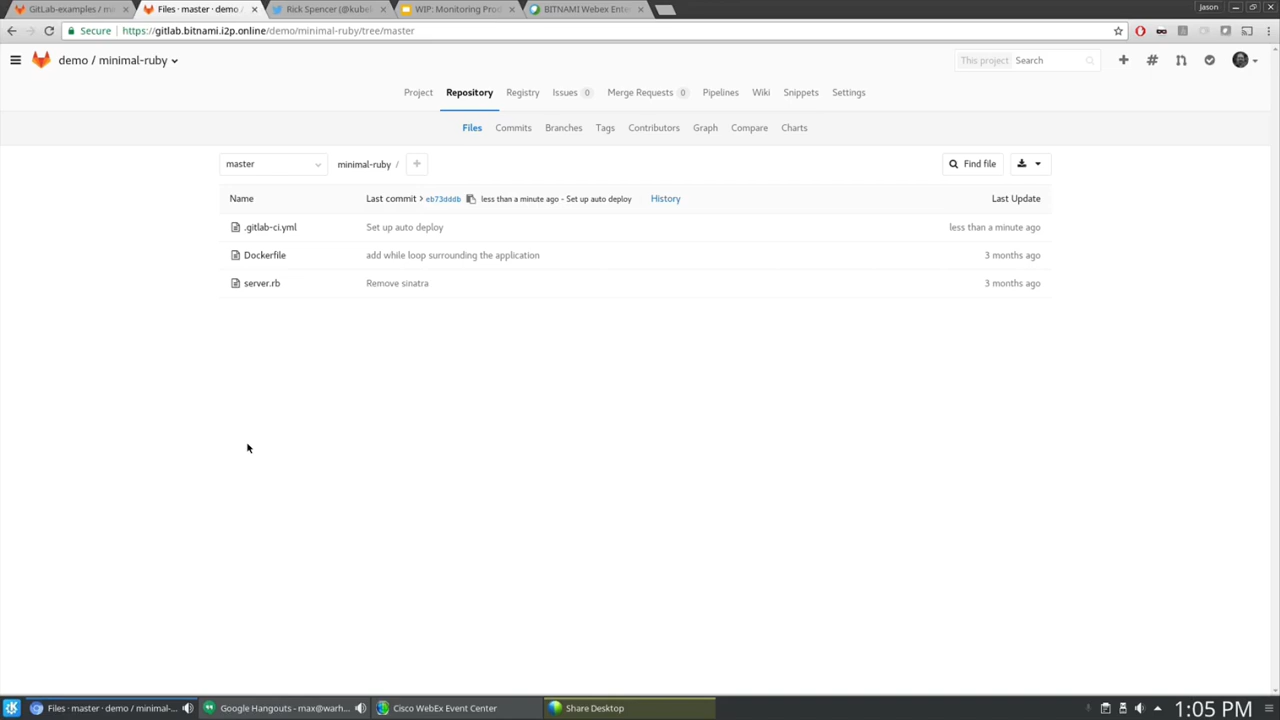 GitLab-examples / mi
Files · master · demo /
Rick Spencer (@kubel
WIP: Monitoring Prod
BITNAMI Webex Ente
Jason
Secure
https://gitlab.bitnami.i2p.online/demo/minimal-ruby/tree/master
demo / minimal-ruby
This project
Search
Project
Repository
Registry
Issues 0
Merge Requests 0
Pipelines
Wiki
Snippets
Settings
Files
Commits
Branches
Tags
Contributors
Graph
Compare
Charts
master
minimal-ruby /
Find file
Name
Last commit > eb73dddb less than a minute ago - Set up auto deploy
History
Last Update
.gitlab-ci.yml
Set up auto deploy
less than a minute ago
Dockerfile
add while loop surrounding the application
3 months ago
server.rb
Remove sinatra
3 months ago
Files · master · demo / minimal-...
Google Hangouts - max@warh...
Cisco WebEx Event Center
Share Desktop
1:05 PM